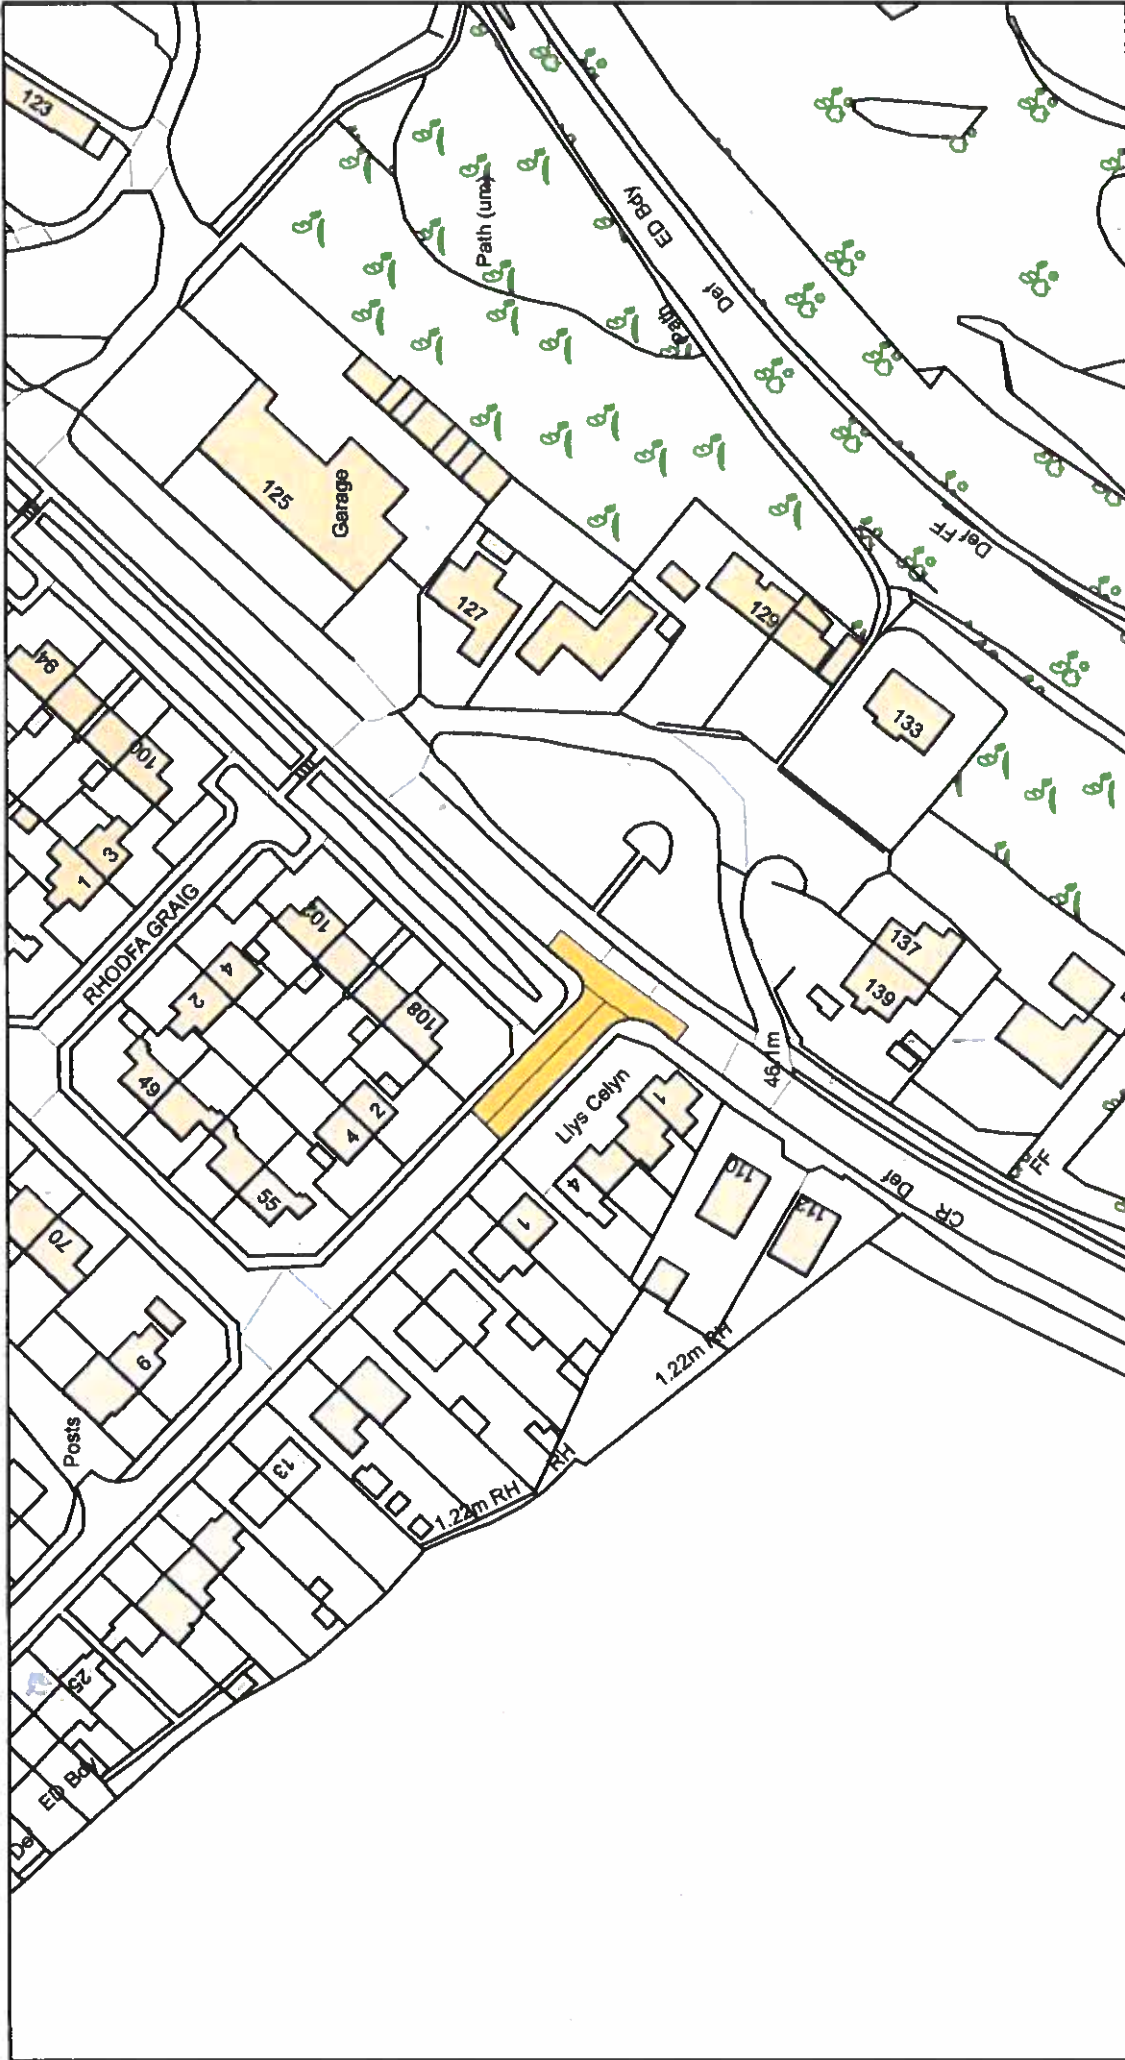 123
Path (um)
ED Bdy
Def
Path
125
Garage
127
129
Def FF
133
94
100
1
3
RHODFA GRAIG
102
2
4
108
49
55
4
2
137
139
46.1m
Llys Celyn
1
4
1
110
112
FF
Def
CR
70
9
Posts
13
1.22m RH
RH
1.22m RH
25
ED Bdy
Def